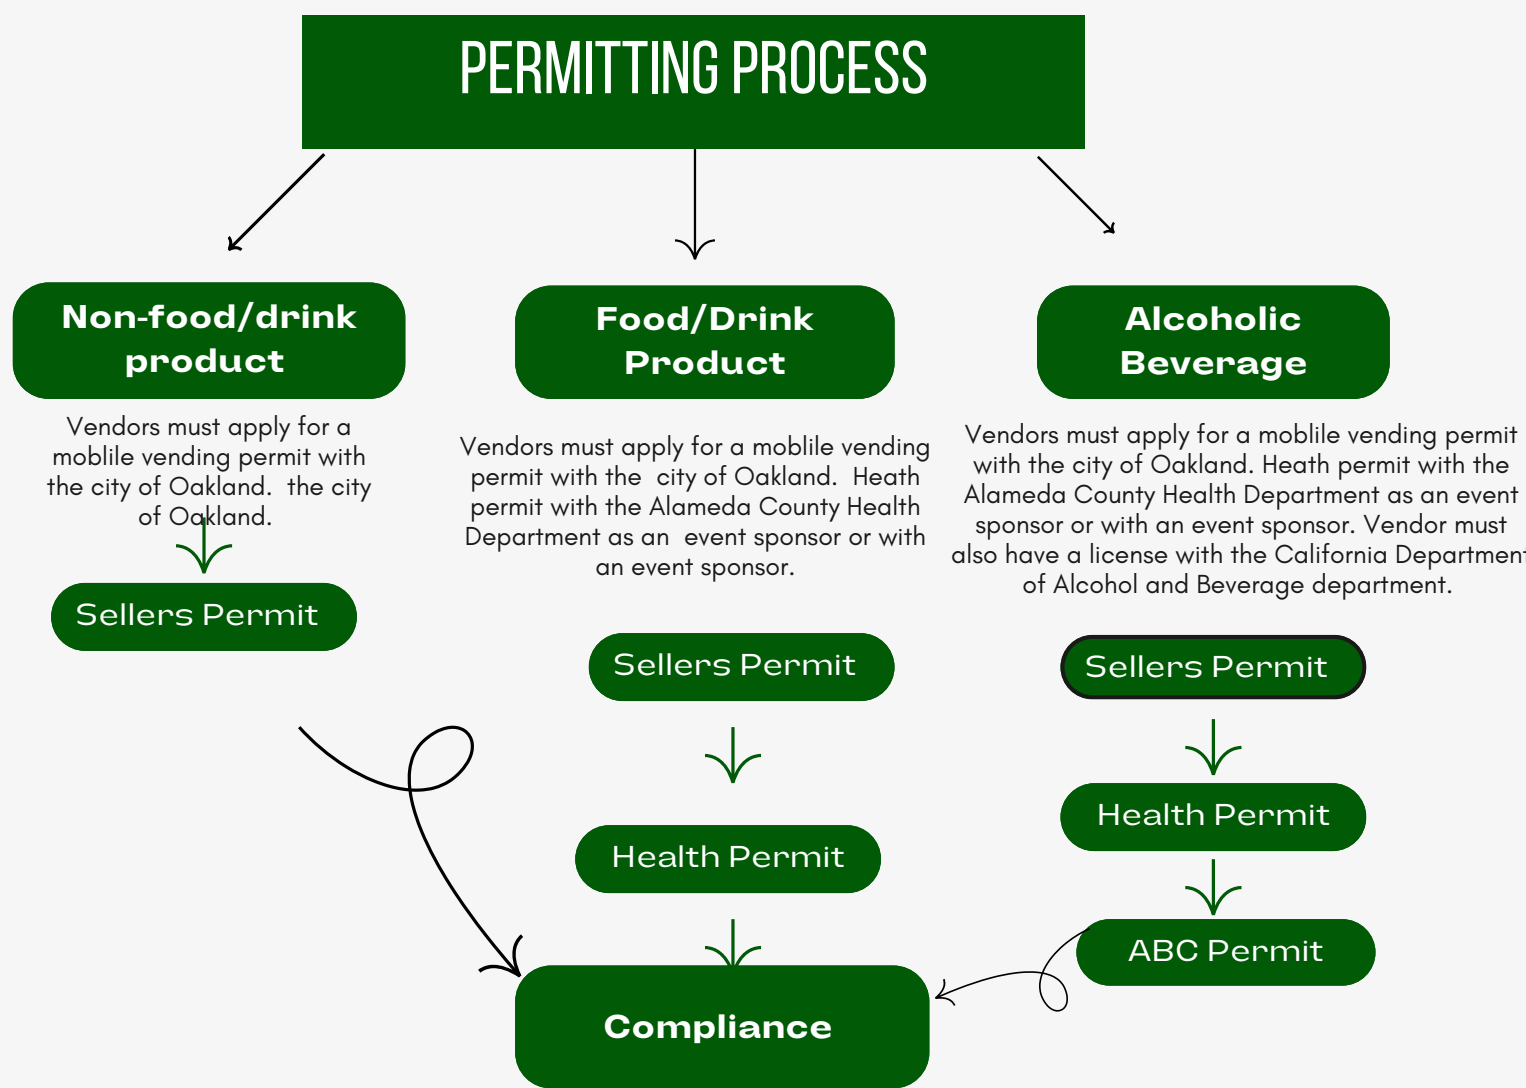 PERMITTING PROCESS
Non-food/drink
product
Vendors must apply for a
moblile vending permit with
the city of Oakland.  the city
of Oakland.
Sellers Permit
Food/Drink
Product
Vendors must apply for a moblile vending
permit with the  city of Oakland.  Heath
permit with the Alameda County Health
Department as an  event sponsor or with
an event sponsor.
Sellers Permit
Health Permit
Alcoholic
Beverage
Vendors must apply for a moblile vending permit
with the city of Oakland. Heath permit with the
Alameda County Health Department as an event
sponsor or with an event sponsor. Vendor must
also have a license with the California Department
of Alcohol and Beverage department.
Sellers Permit
Health Permit
ABC Permit
Compliance